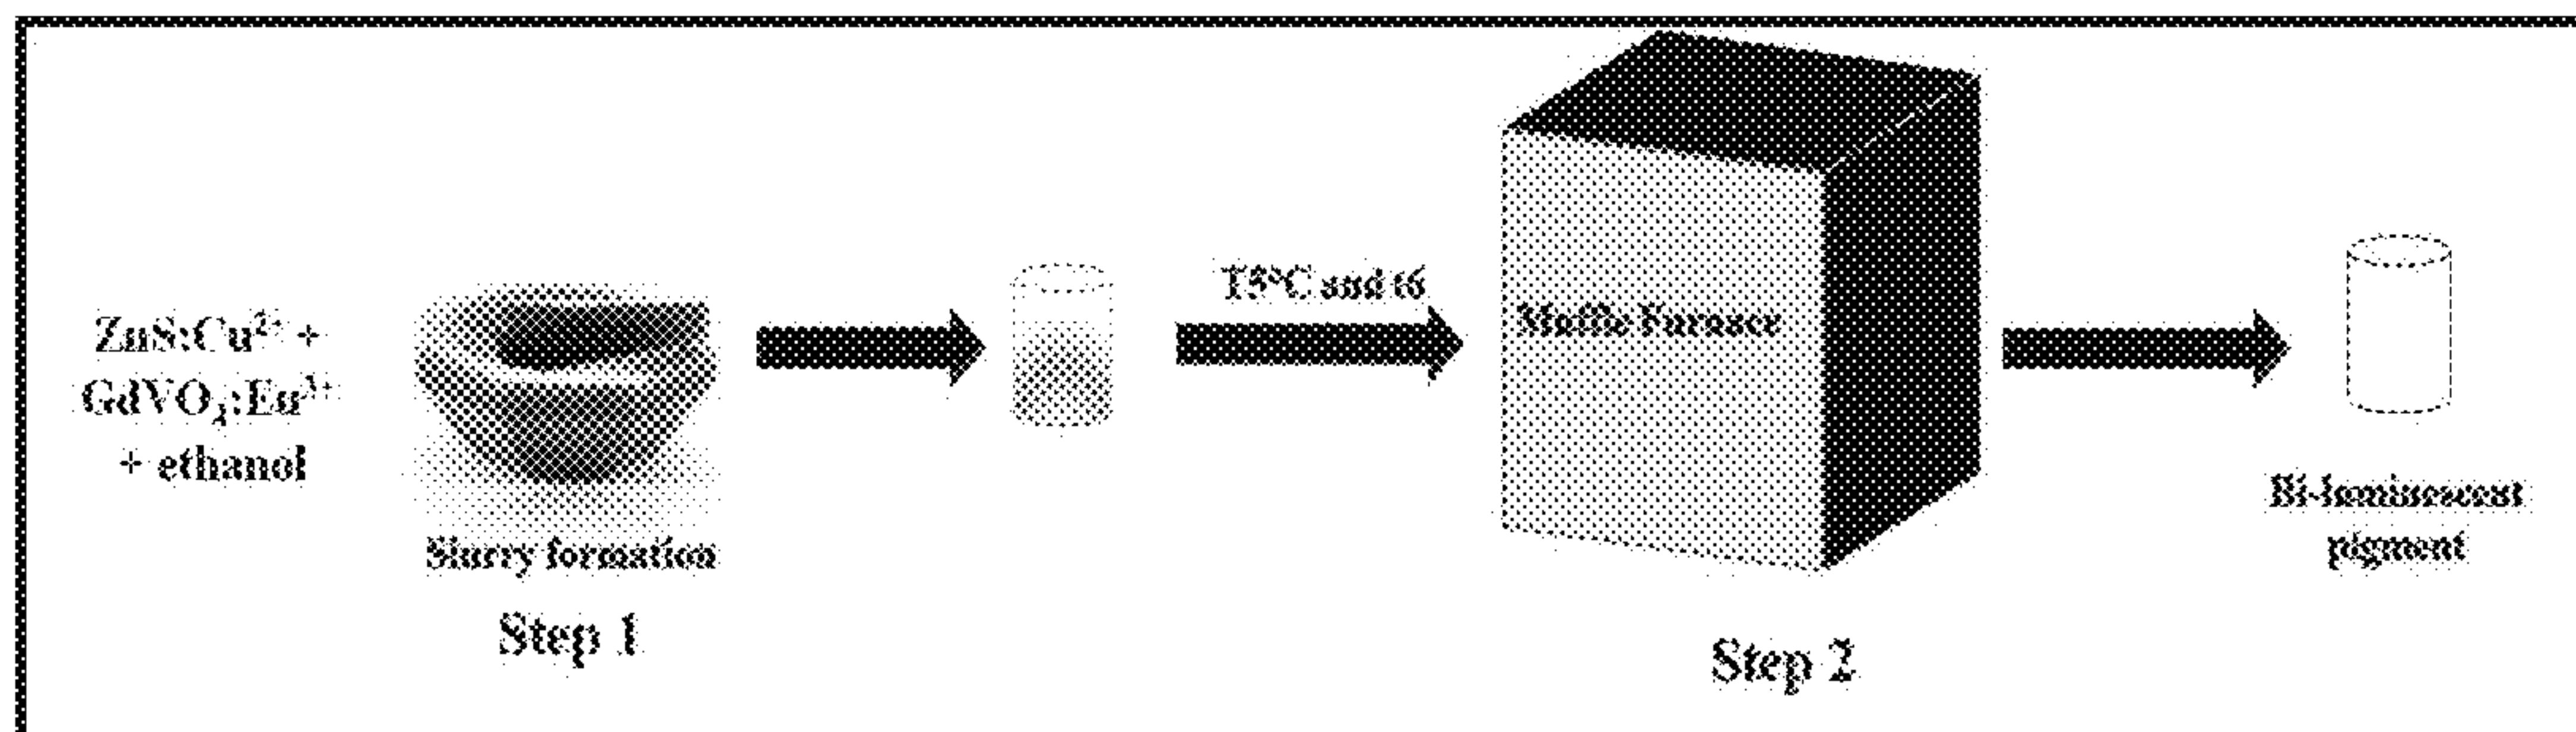 ZnS:Cu²⁺ +
GdVO₄:Eu³⁺
+ ethanol
Slurry formation
Step 1
T5°C and t6
Muffle Furnace
Step 2
Bi-luminescent
pigment